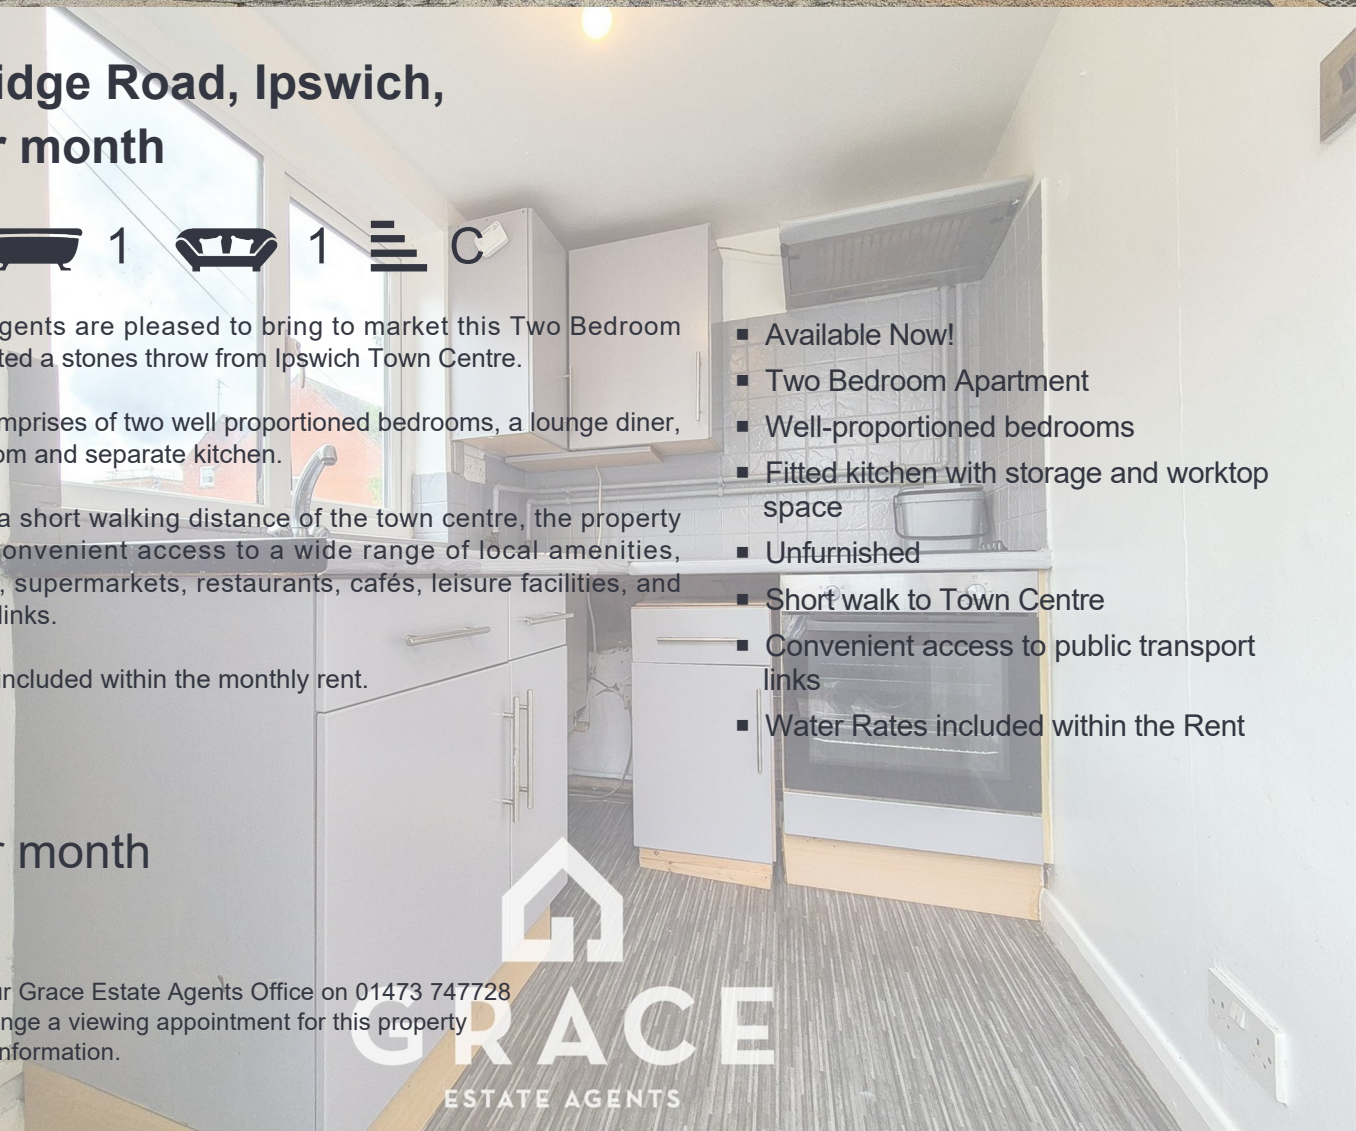 idge Road, Ipswich,
r month
1 1 C
gents are pleased to bring to market this Two Bedroom
ted a stones throw from Ipswich Town Centre.
mprises of two well proportioned bedrooms, a lounge diner,
om and separate kitchen.
a short walking distance of the town centre, the property
onvenient access to a wide range of local amenities,
, supermarkets, restaurants, cafés, leisure facilities, and
links.
included within the monthly rent.
▪ Available Now!
▪ Two Bedroom Apartment
▪ Well-proportioned bedrooms
▪ Fitted kitchen with storage and worktop
space
▪ Unfurnished
▪ Short walk to Town Centre
▪ Convenient access to public transport
links
▪ Water Rates included within the Rent
r month
ur Grace Estate Agents Office on 01473 747728
nge a viewing appointment for this property
nformation.
GRACE
ESTATE AGENTS